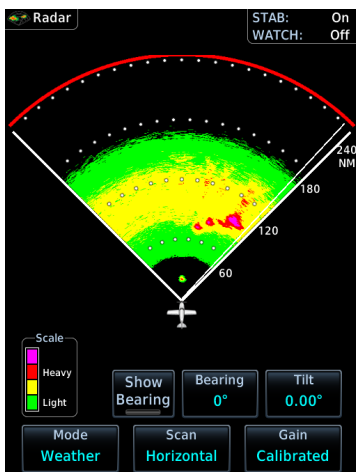 Radar
STAB: On
WATCH: Off
240
NM
180
120
60
Scale
Heavy
Light
Show
Bearing
Bearing
0°
Tilt
0.00°
Mode
Weather
Scan
Horizontal
Gain
Calibrated